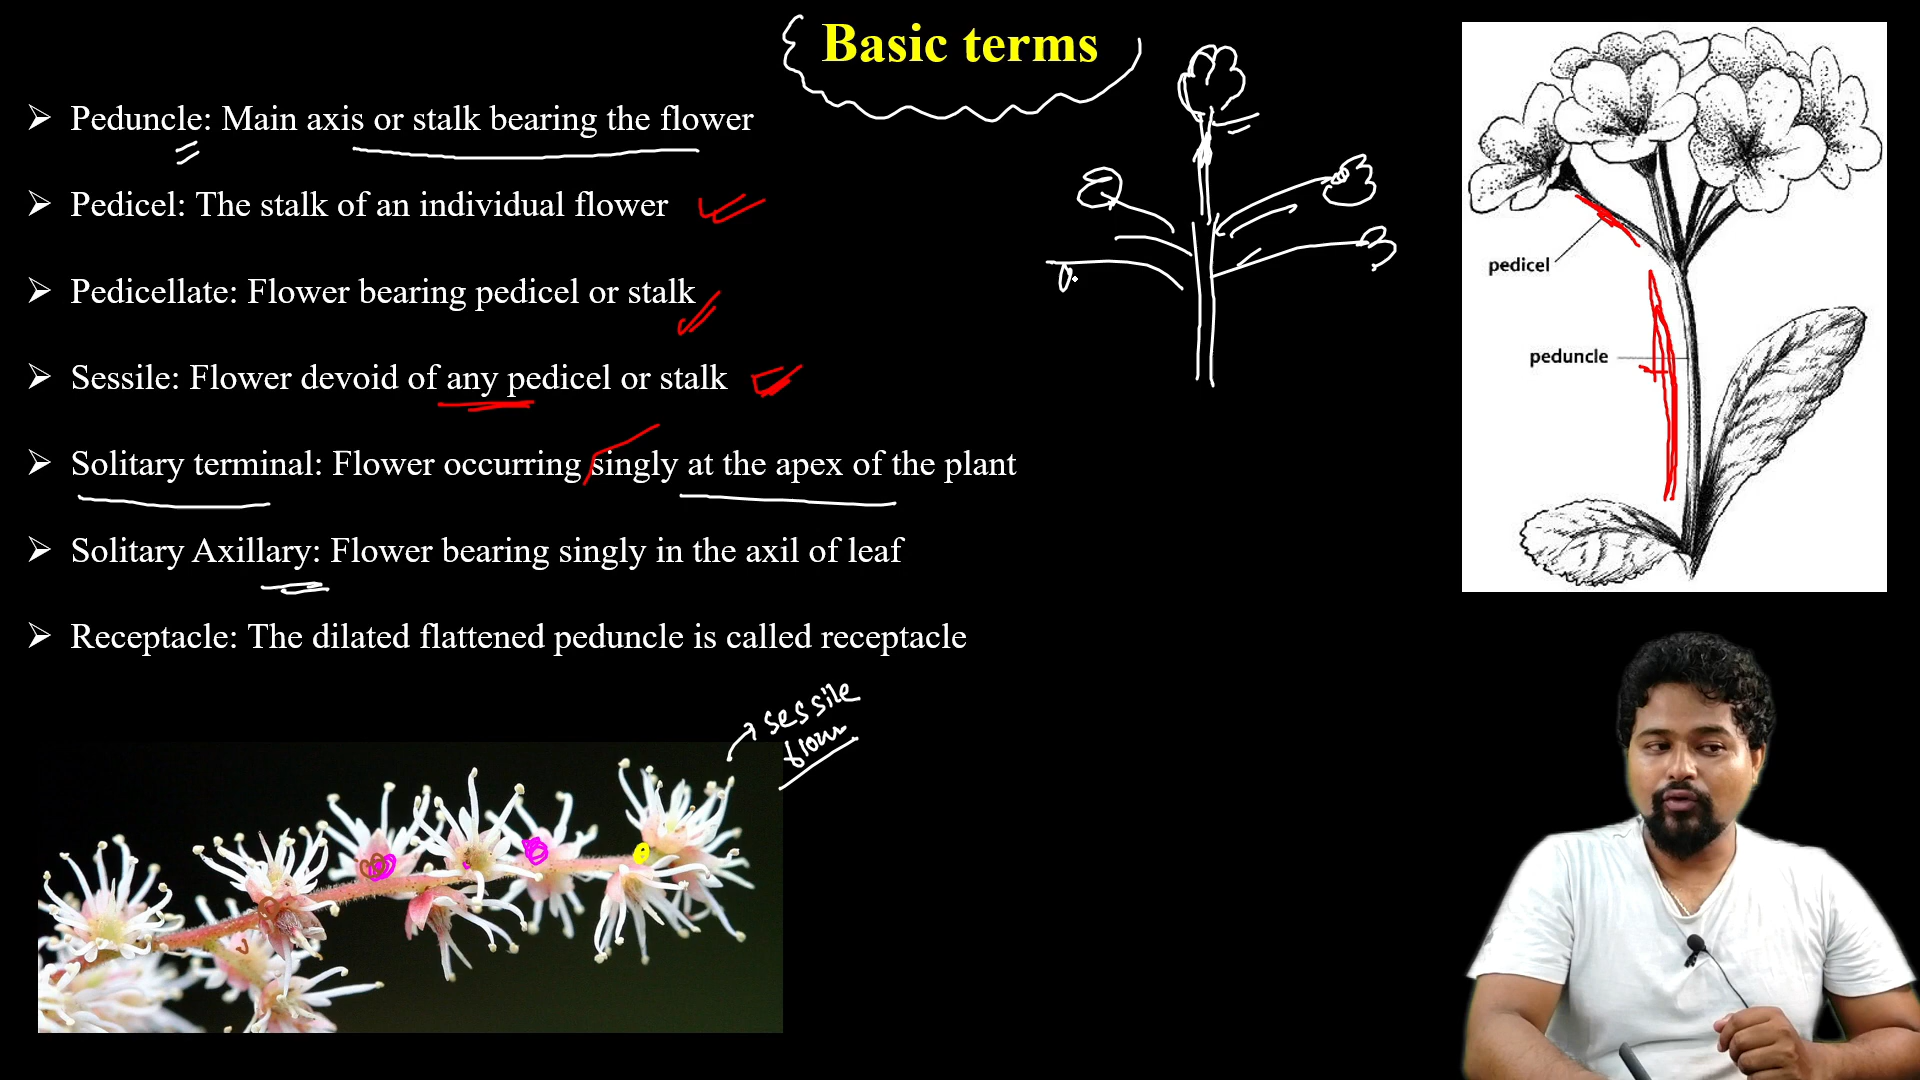 Basic terms
➢ Peduncle: Main axis or stalk bearing the flower
➢ Pedicel: The stalk of an individual flower
➢ Pedicellate: Flower bearing pedicel or stalk
➢ Sessile: Flower devoid of any pedicel or stalk
➢ Solitary terminal: Flower occurring singly at the apex of the plant
➢ Solitary Axillary: Flower bearing singly in the axil of leaf
➢ Receptacle: The dilated flattened peduncle is called receptacle
pedicel
peduncle
sessile